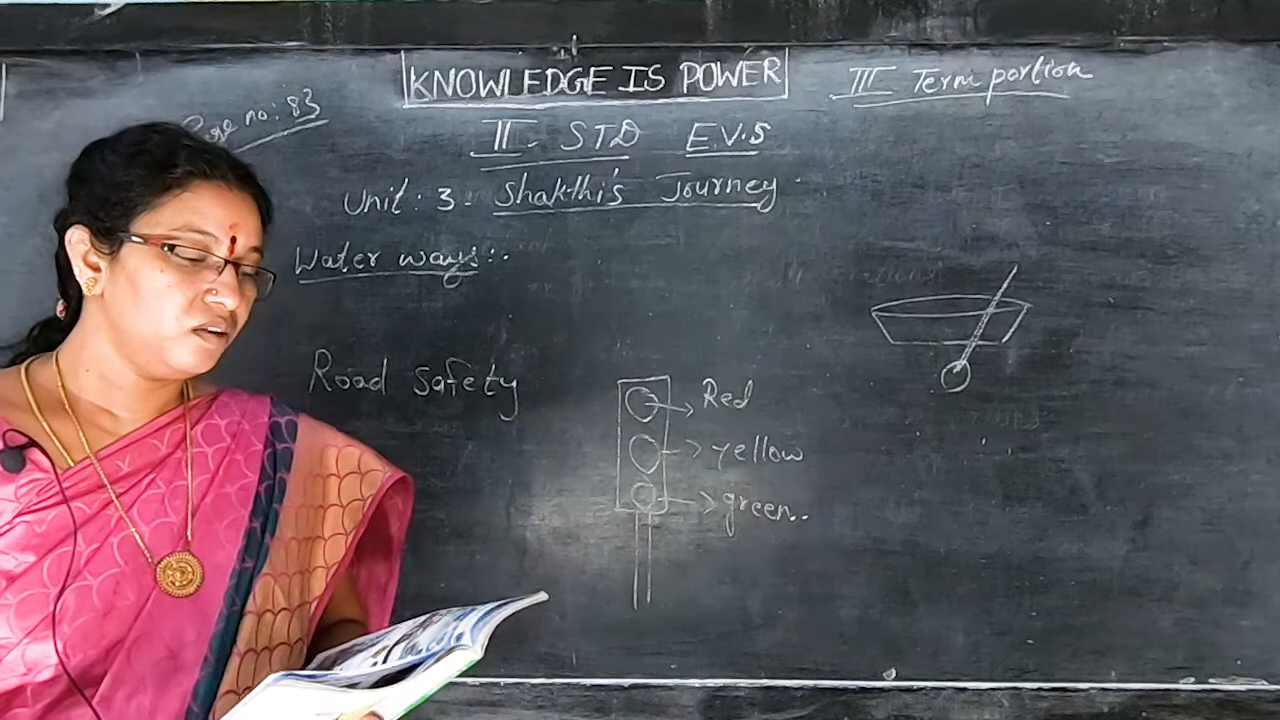 KNOWLEDGE IS POWER
III Term portion
Page no: 83
II - STD E.V.S
Unit: 3. Shakthi's Journey
Water ways:.
Road Safety
Red
yellow
green..